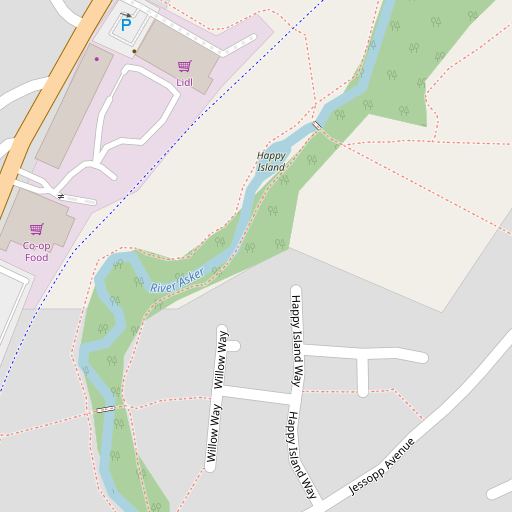 P
Lidl
Happy
Island
Co-op
Food
River Asker
Willow Way
Happy Island Way
Willow Way
Happy Island Way
Jessopp Avenue